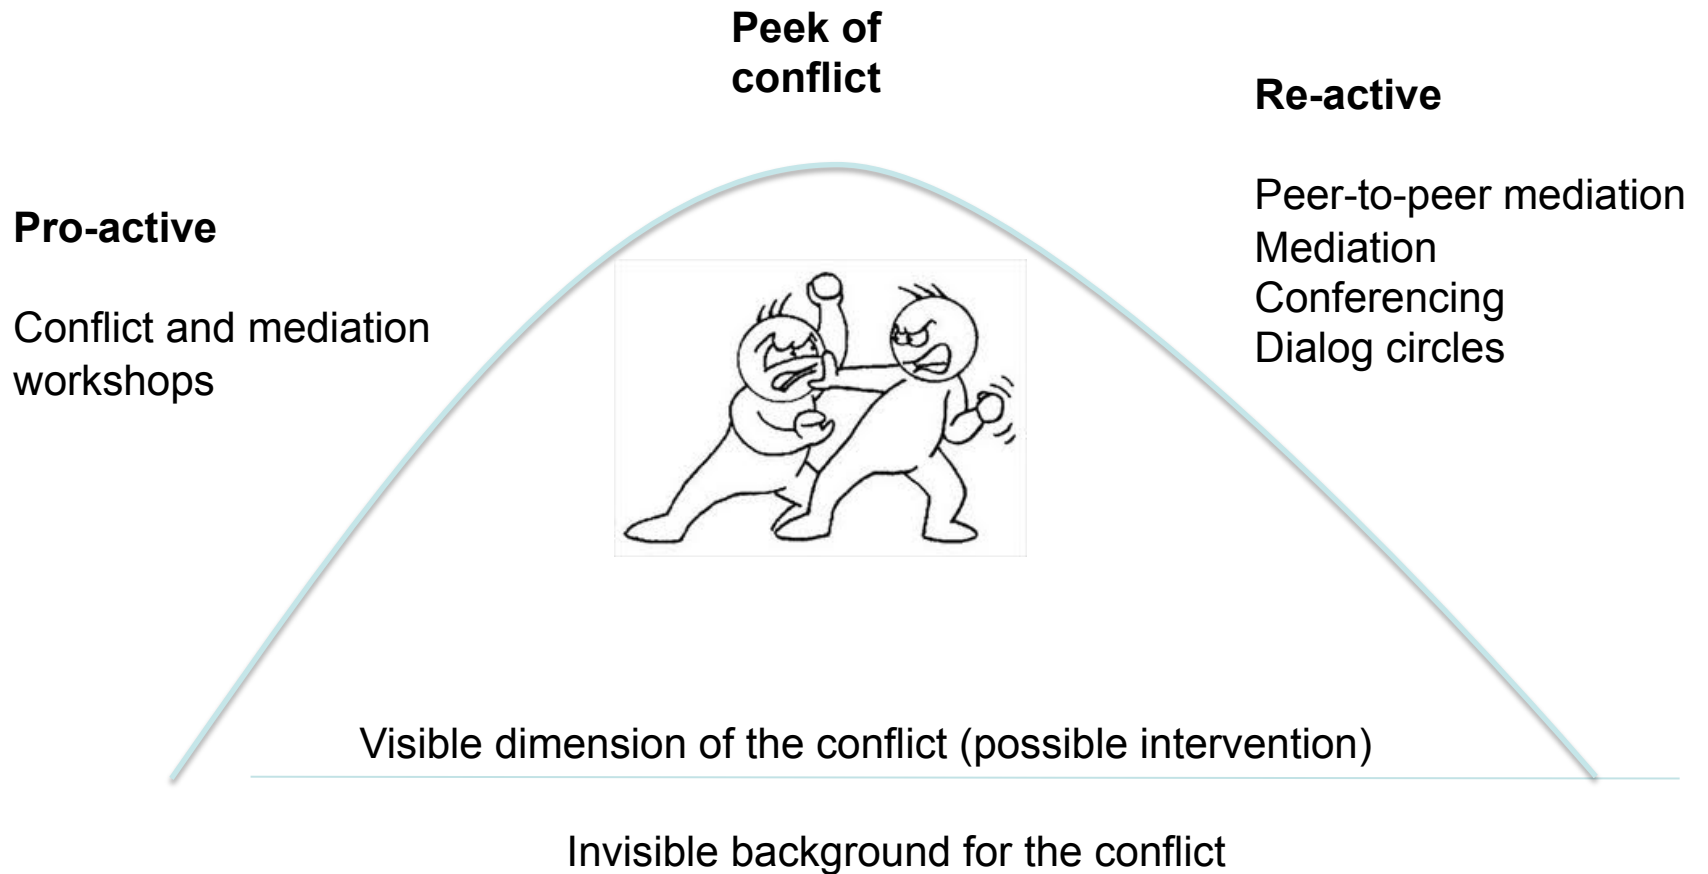 Peek of
conflict
Re-active
Peer-to-peer mediation
Mediation
Conferencing
Dialog circles
Pro-active
Conflict and mediation
workshops
Visible dimension of the conflict (possible intervention)
Invisible background for the conflict